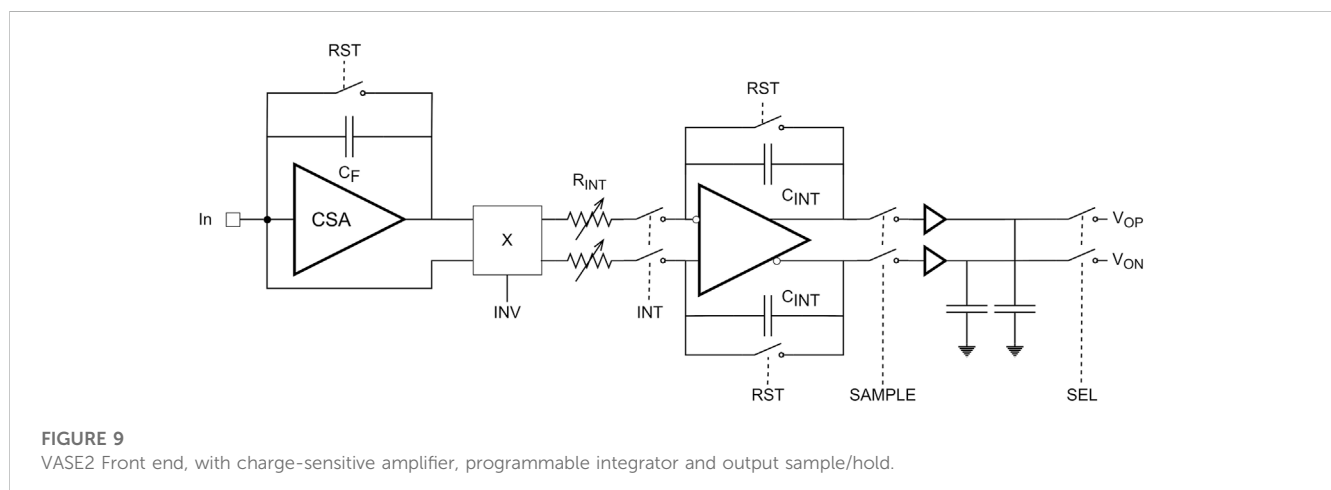 RST
C_F
In
CSA
X
INV
R_INT
INT
RST
C_INT
C_INT
RST
SAMPLE
SEL
V_OP
V_ON
FIGURE 9
VASE2 Front end, with charge-sensitive amplifier, programmable integrator and output sample/hold.